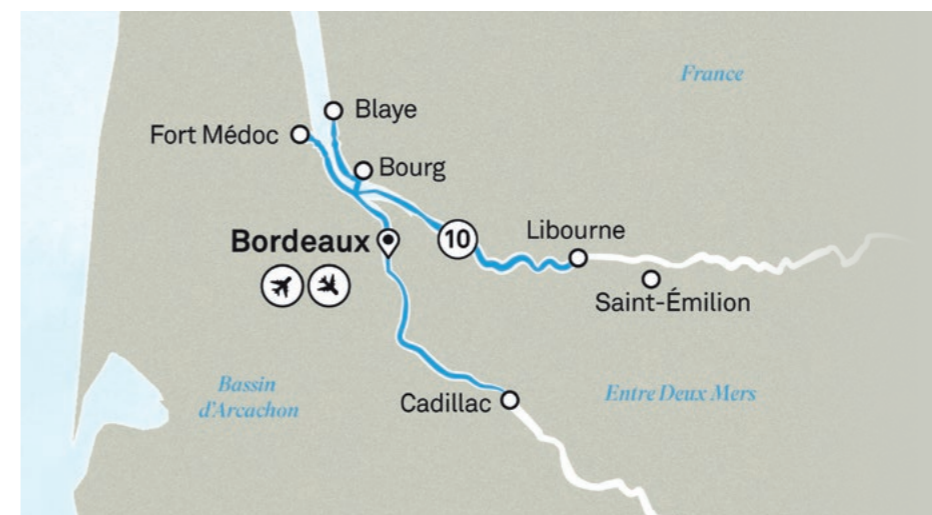 France
Blaye
Fort Médoc
Bourg
Libourne
Bordeaux
10
Saint-Émilion
Bassin
d'Arcachon
Entre Deux Mers
Cadillac